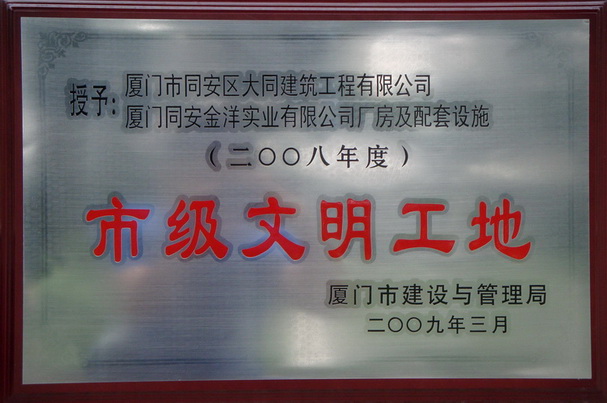 授予:
厦门市同安区大同建筑工程有限公司
厦门同安金洋实业有限公司厂房及配套设施
（二〇〇八年度）
市级文明工地
厦门市建设与管理局
二〇〇九年三月